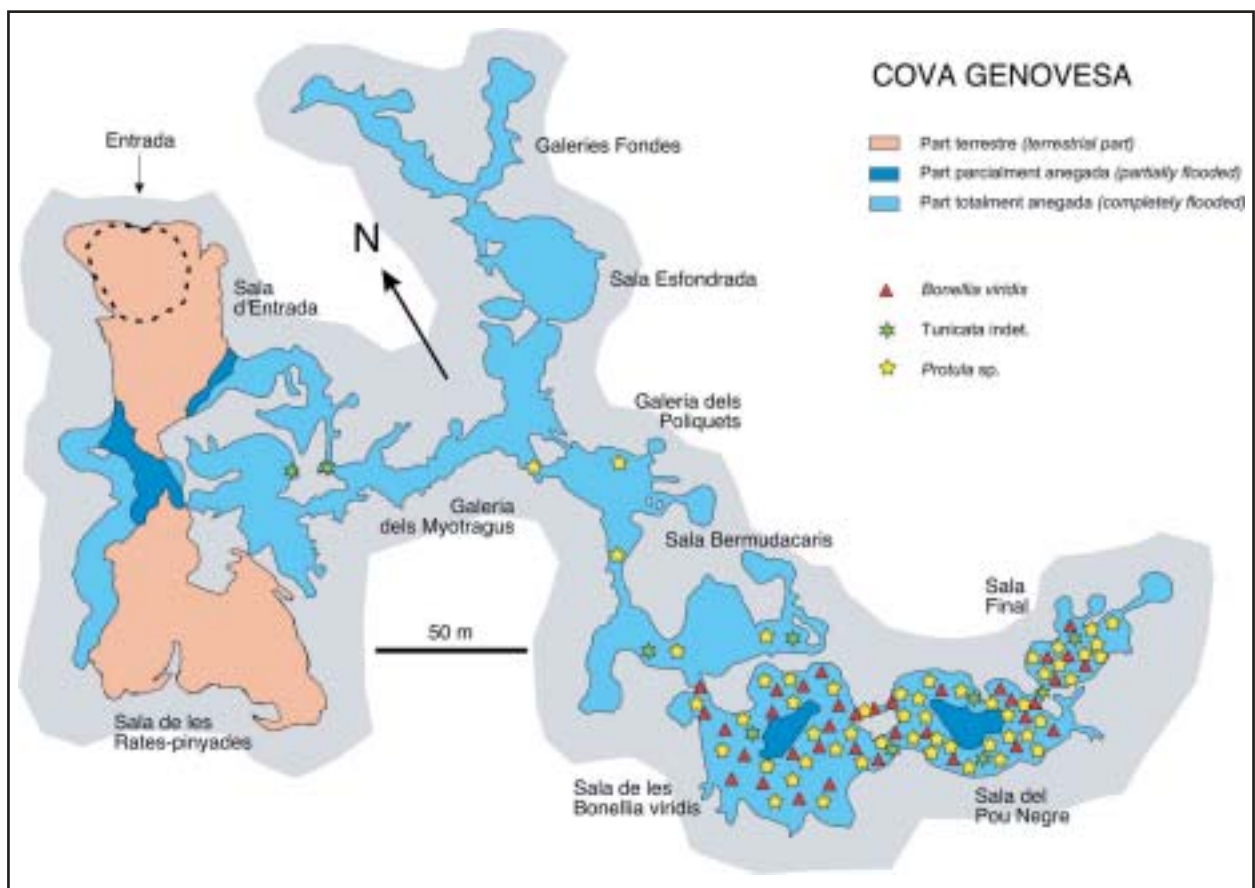 COVA GENOVESA
Part terrestre (terrestrial part)
Part parcialment anegada (partially flooded)
Part totalment anegada (completely flooded)
Bonellia viridis
Tunicata indet.
Protula sp.
Entrada
Galeries Fondes
N
Sala Esfondrada
Sala
d'Entrada
Galeria dels
Poliquets
Galeria
dels Myotragus
Sala Bermudacaris
Sala
Final
50 m
Sala de les
Rates-pinyades
Sala de les
Bonellia viridis
Sala del
Pou Negre